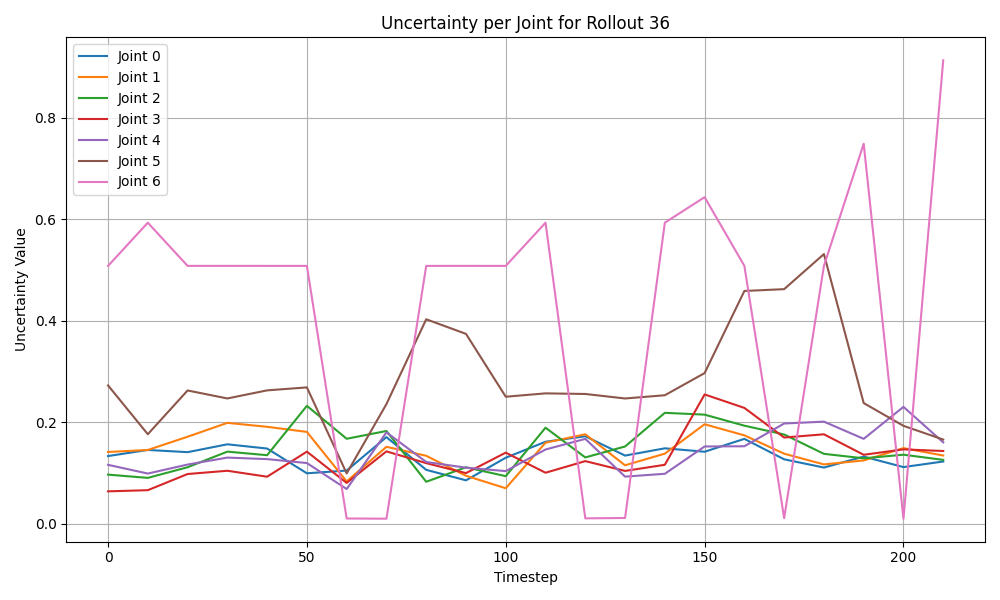 Uncertainty per Joint for Rollout 36
Joint 0
Joint 1
Joint 2
Joint 3
Joint 4
Joint 5
Joint 6
Uncertainty Value
0.8
0.6
0.4
0.2
0.0
0 50 100 150 200
Timestep